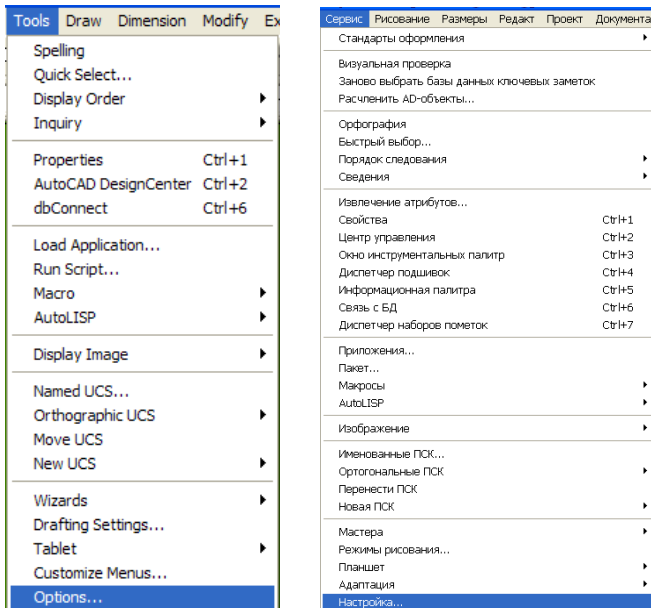 Tools Draw Dimension Modify Ex
Spelling
Quick Select...
Display Order
Inquiry
Properties Ctrl+1
AutoCAD DesignCenter Ctrl+2
dbConnect Ctrl+6
Load Application...
Run Script...
Macro
AutoLISP
Display Image
Named UCS...
Orthographic UCS
Move UCS
New UCS
Wizards
Drafting Settings...
Tablet
Customize Menus...
Options...
Сервис Рисование Размеры Редакт Проект Документа
Стандарты оформления
Визуальная проверка
Заново выбрать базы данных ключевых заметок
Расчленить AD-объекты...
Орфография
Быстрый выбор...
Порядок следования
Сведения
Извлечение атрибутов...
Свойства Ctrl+1
Центр управления Ctrl+2
Окно инструментальных палитр Ctrl+3
Диспетчер подшивок Ctrl+4
Информационная палитра Ctrl+5
Связь с БД Ctrl+6
Диспетчер наборов пометок Ctrl+7
Приложения...
Пакет...
Макросы
AutoLISP
Изображение
Именованные ПСК...
Ортогональные ПСК
Перенести ПСК
Новая ПСК
Мастера
Режимы рисования...
Планшет
Адаптация
Настройка...